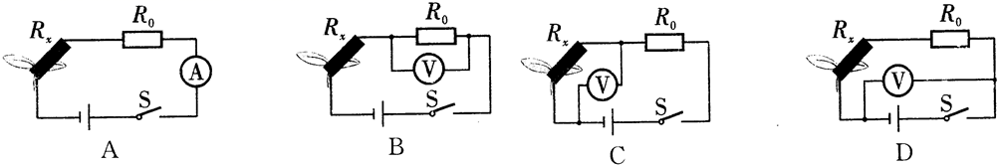 Rₓ R₀ A S
A
Rₓ R₀ V S
B
Rₓ R₀ V S
C
Rₓ R₀ V S
D